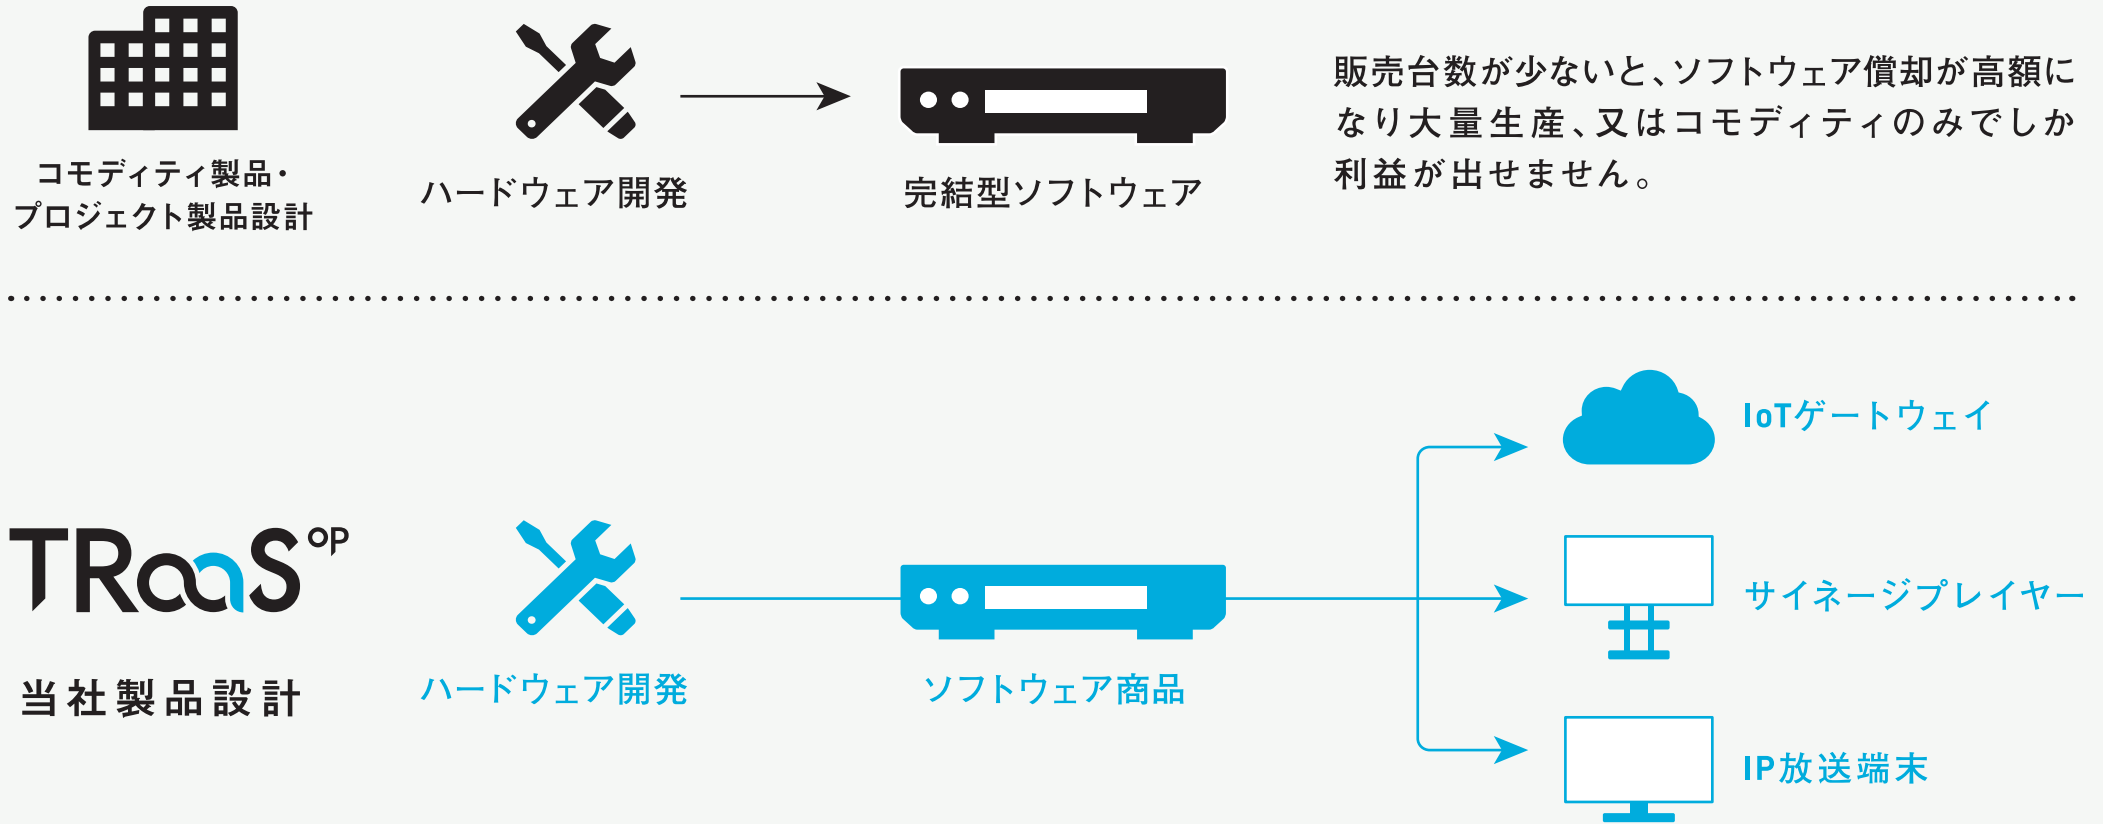 コモディティ製品・
プロジェクト製品設計
ハードウェア開発
完結型ソフトウェア
販売台数が少ないと、ソフトウェア償却が高額に
なり大量生産、又はコモディティのみでしか
利益が出せません。
TRaaS OP
当社製品設計
ハードウェア開発
ソフトウェア商品
IoTゲートウェイ
サイネージプレイヤー
IP放送端末